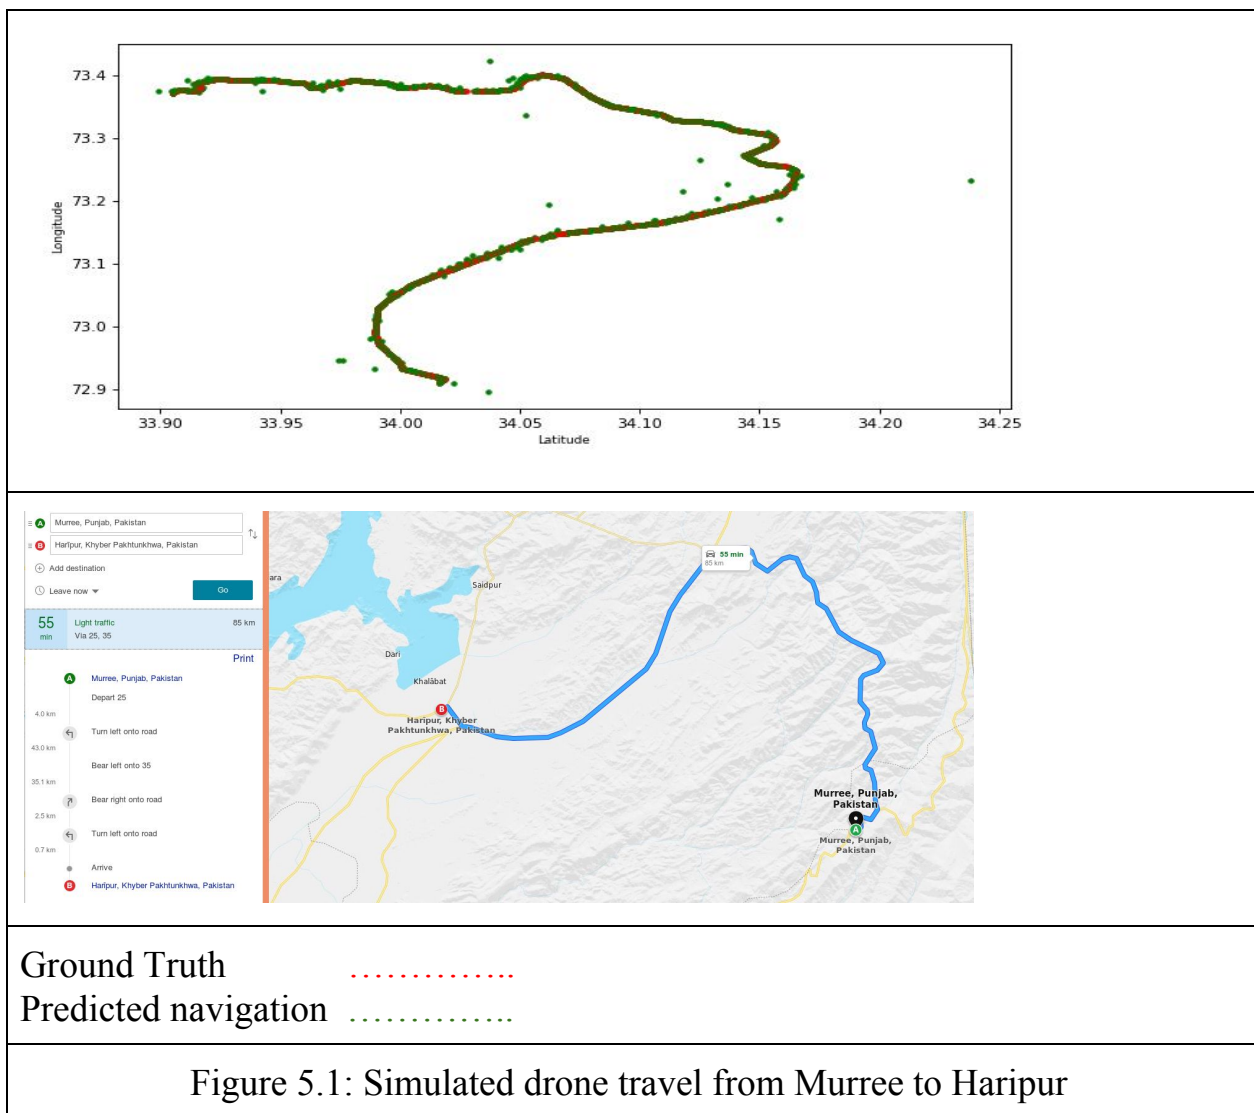 73.4
73.3
73.2
73.1
73.0
72.9
Longitude
33.90 33.95 34.00 34.05 34.10 34.15 34.20 34.25
Latitude
A Murree, Punjab, Pakistan
B Harīpur, Khyber Pakhtunkhwa, Pakistan
Add destination
Leave now
Go
55 min
Light traffic
Via 25, 35
85 km
Print
A Murree, Punjab, Pakistan
Depart 25
4.0 km
Turn left onto road
43.0 km
Bear left onto 35
35.1 km
Bear right onto road
2.5 km
Turn left onto road
0.7 km
Arrive
B Harīpur, Khyber Pakhtunkhwa, Pakistan
ara
Saidpur
Dari
Khalābat
B
Haripur, Khyber
Pakhtunkhwa, Pakistan
55 min
85 km
Murree, Punjab,
Pakistan
A
Murree, Punjab,
Pakistan
Ground Truth ..............
Predicted navigation ..............
Figure 5.1: Simulated drone travel from Murree to Haripur